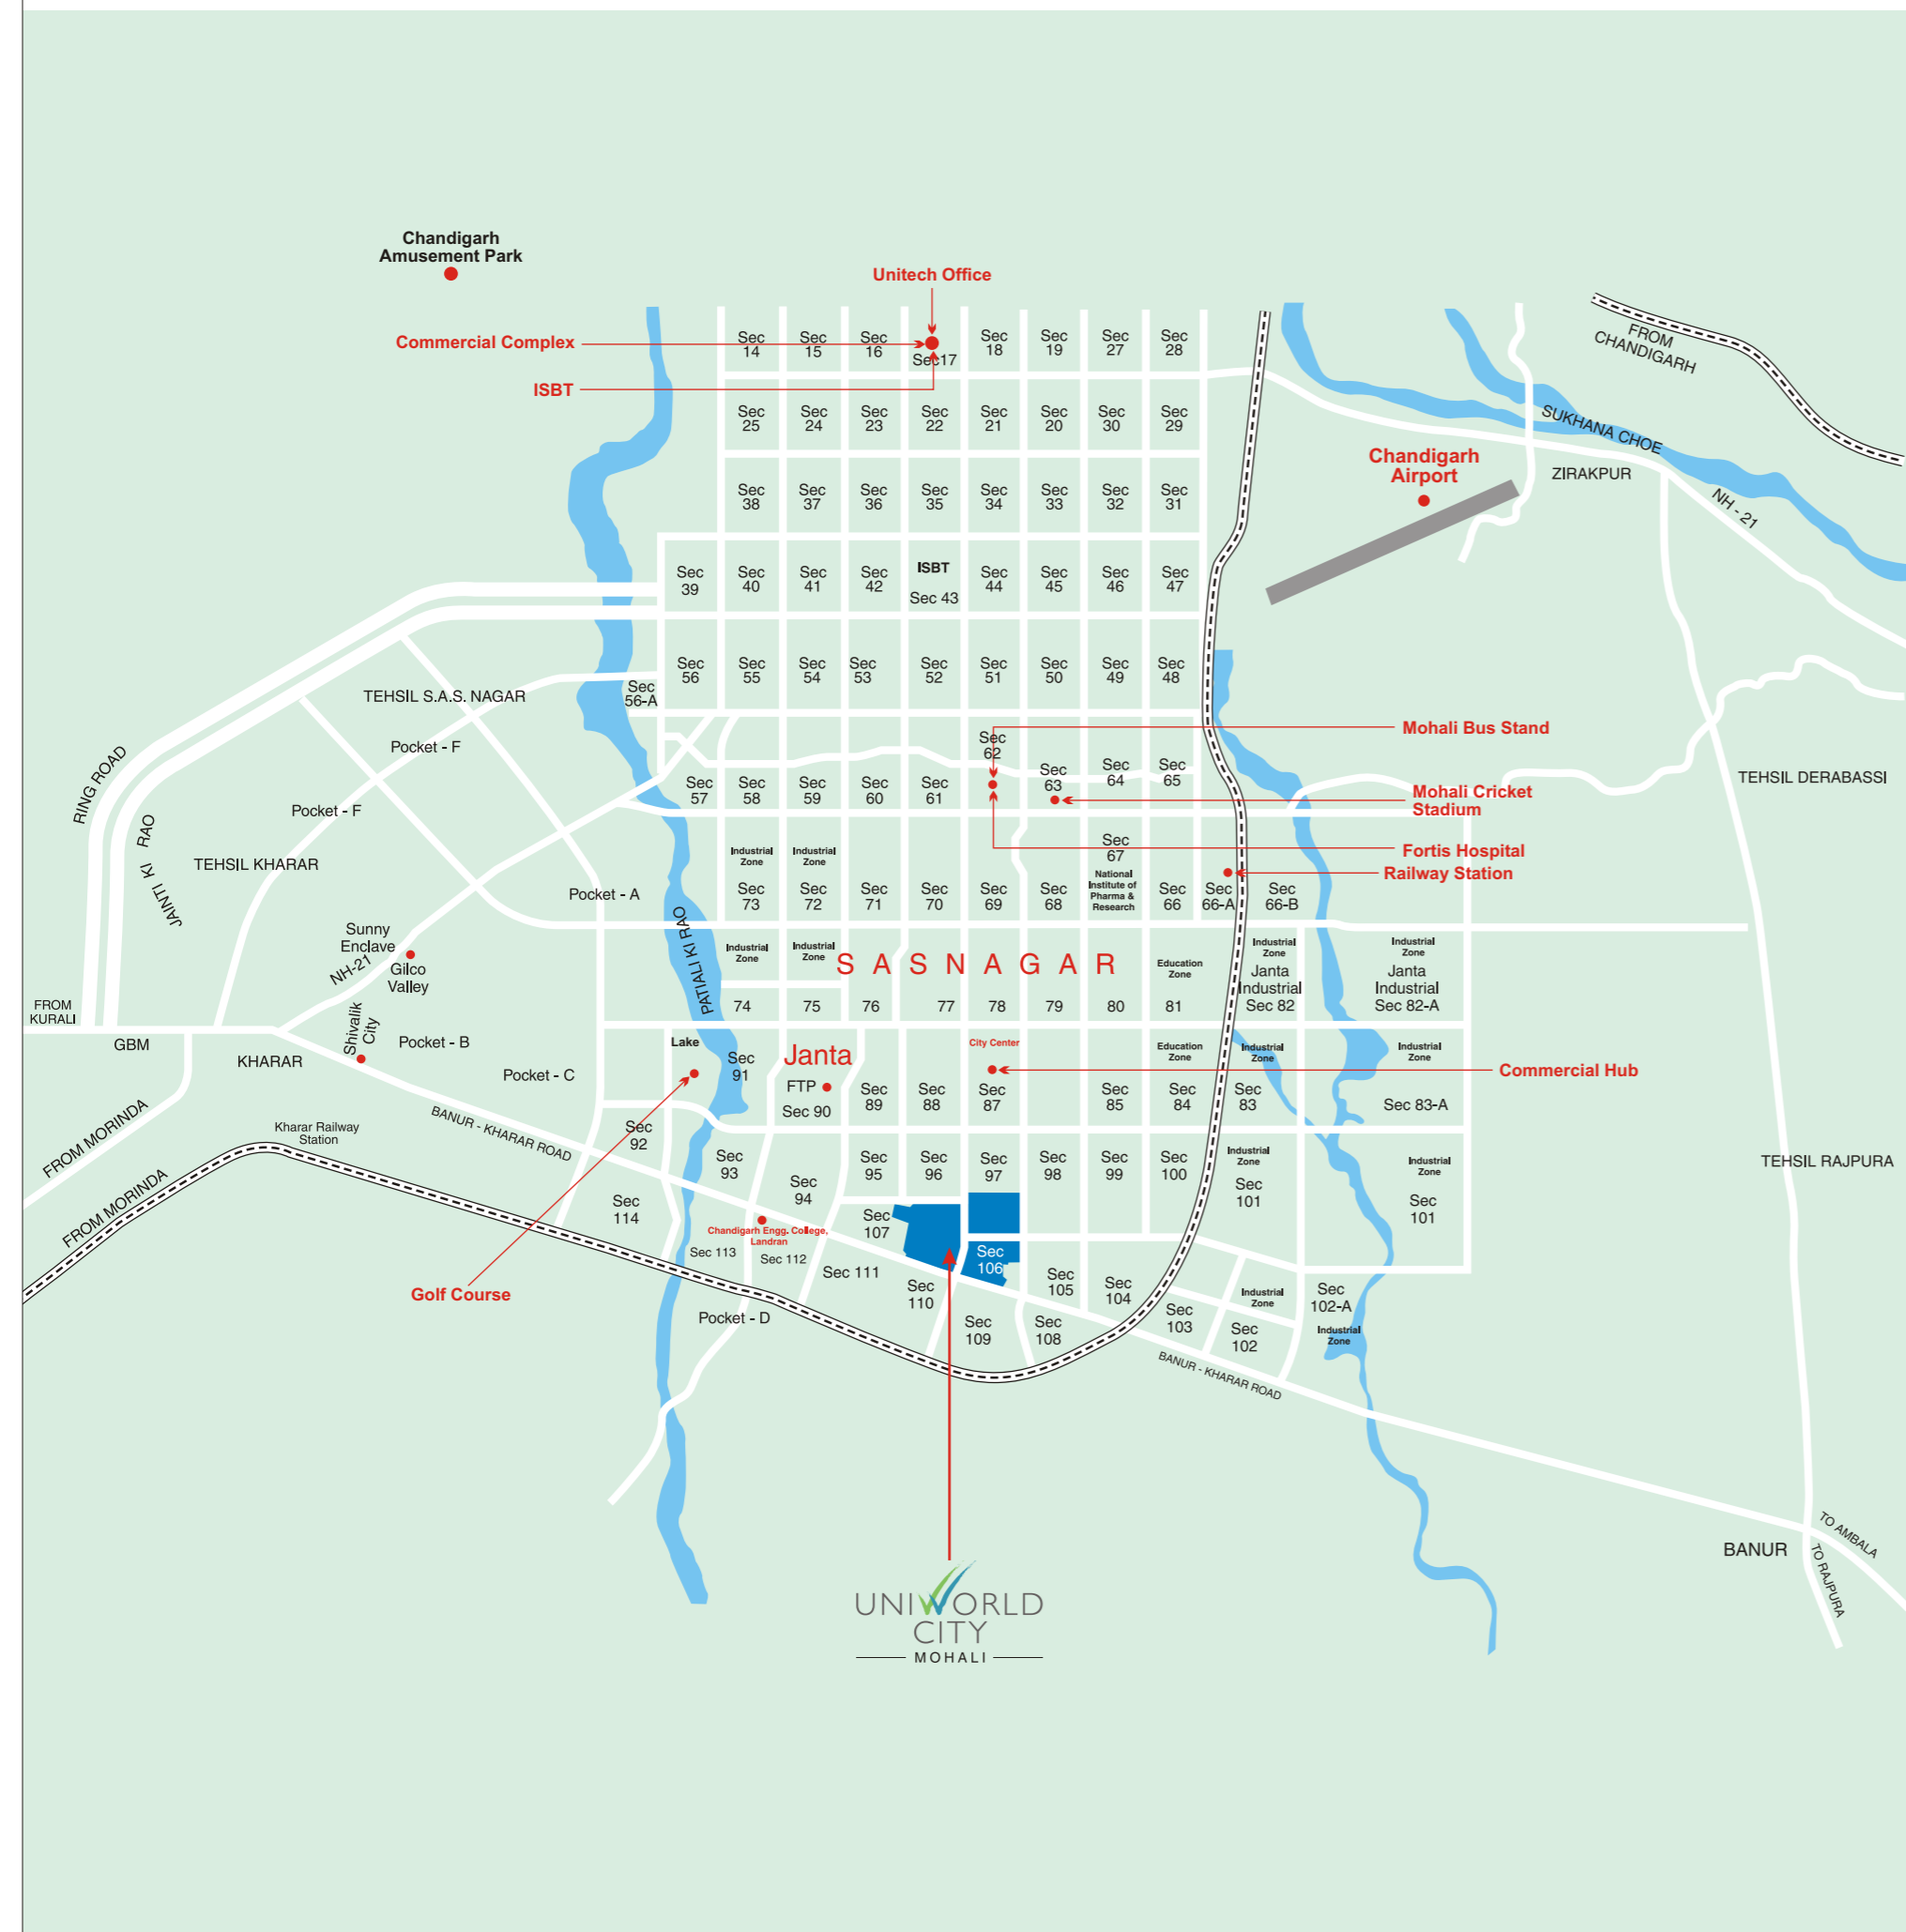 Chandigarh
Amusement Park
Unitech Office
Commercial Complex
ISBT
Sec
14
Sec
15
Sec
16
Sec17
Sec
18
Sec
19
Sec
27
Sec
28
FROM
CHANDIGARH
Sec
25
Sec
24
Sec
23
Sec
22
Sec
21
Sec
20
Sec
30
Sec
29
SUKHANA CHOE
Chandigarh
Airport
ZIRAKPUR
NH - 21
Sec
38
Sec
37
Sec
36
Sec
35
Sec
34
Sec
33
Sec
32
Sec
31
Sec
39
Sec
40
Sec
41
Sec
42
ISBT
Sec 43
Sec
44
Sec
45
Sec
46
Sec
47
Sec
56
Sec
55
Sec
54
Sec
53
Sec
52
Sec
51
Sec
50
Sec
49
Sec
48
Sec
56-A
TEHSIL S.A.S. NAGAR
Pocket - F
Mohali Bus Stand
Sec
62
Sec
57
Sec
58
Sec
59
Sec
60
Sec
61
Sec
63
Sec
64
Sec
65
TEHSIL DERABASSI
RING ROAD
Pocket - F
Mohali Cricket
Stadium
JAINTI KI RAO
TEHSIL KHARAR
Industrial
Zone
Industrial
Zone
Sec
67
Fortis Hospital
Railway Station
Pocket - A
Sec
73
Sec
72
Sec
71
Sec
70
Sec
69
Sec
68
National
Institute of
Pharma &
Research
Sec
66
Sec
66-A
Sec
66-B
PATIALI KI RAO
Sunny
Enclave
NH-21
Gilco
Valley
Industrial
Zone
Industrial
Zone
SASNAGAR
Education
Zone
Industrial
Zone
Janta
Industrial
Sec 82
Industrial
Zone
Janta
Industrial
Sec 82-A
74
75
76
77
78
79
80
81
FROM
KURALI
GBM
KHARAR
Shivalik
City
Pocket - B
Pocket - C
Lake
Sec
91
Janta
FTP
Sec 90
City Center
Education
Zone
Industrial
Zone
Industrial
Zone
Commercial Hub
Sec
89
Sec
88
Sec
87
Sec
85
Sec
84
Sec
83
Sec 83-A
FROM MORINDA
Kharar Railway
Station
BANUR - KHARAR ROAD
Sec
92
Sec
93
Sec
94
Sec
95
Sec
96
Sec
97
Sec
98
Sec
99
Sec
100
Industrial
Zone
Sec
101
Industrial
Zone
Sec
101
TEHSIL RAJPURA
FROM MORINDA
Sec
114
Chandigarh Engg. College,
Landran
Sec
107
Sec 113
Sec 112
Sec 111
Sec
106
Sec
110
Sec
105
Sec
104
Sec
103
Industrial
Zone
Sec
102
Sec
102-A
Industrial
Zone
Golf Course
Pocket - D
Sec
109
Sec
108
BANUR - KHARAR ROAD
TO AMBALA
BANUR
TO RAJPURA
UNIWORLD
CITY
MOHALI